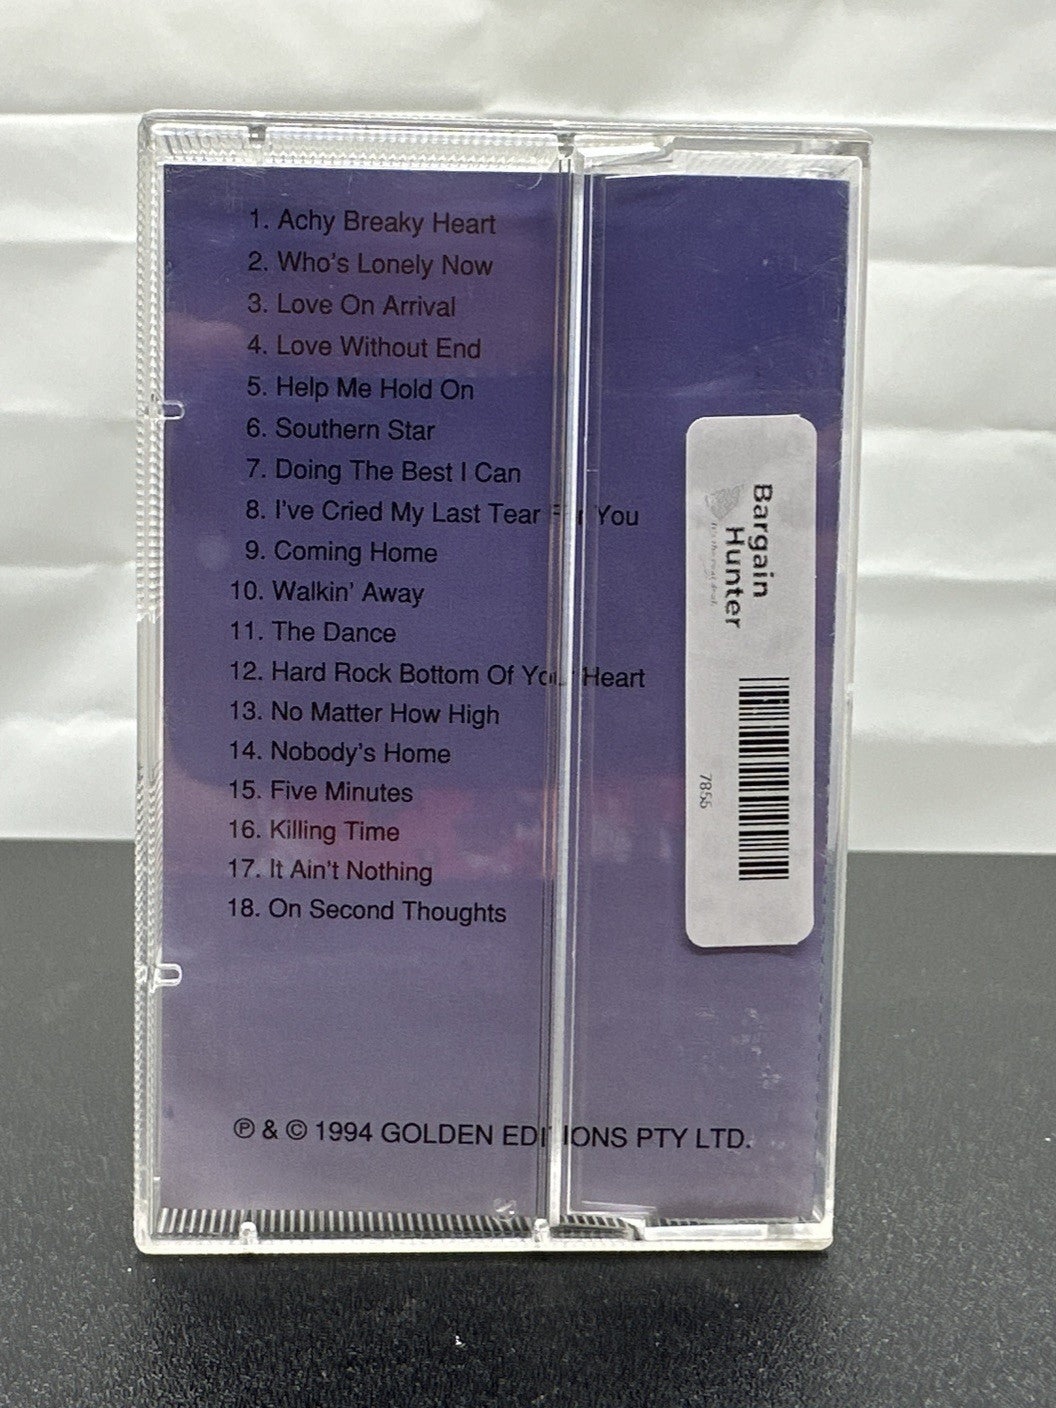 1. Achy Breaky Heart
2. Who's Lonely Now
3. Love On Arrival
4. Love Without End
5. Help Me Hold On
6. Southern Star
7. Doing The Best I Can
8. I've Cried My Last Tear For You
9. Coming Home
10. Walkin' Away
11. The Dance
12. Hard Rock Bottom Of Your Heart
13. No Matter How High
14. Nobody's Home
15. Five Minutes
16. Killing Time
17. It Ain't Nothing
18. On Second Thoughts
℗ & © 1994 GOLDEN EDITIONS PTY LTD.
Bargain
Hunter
7855